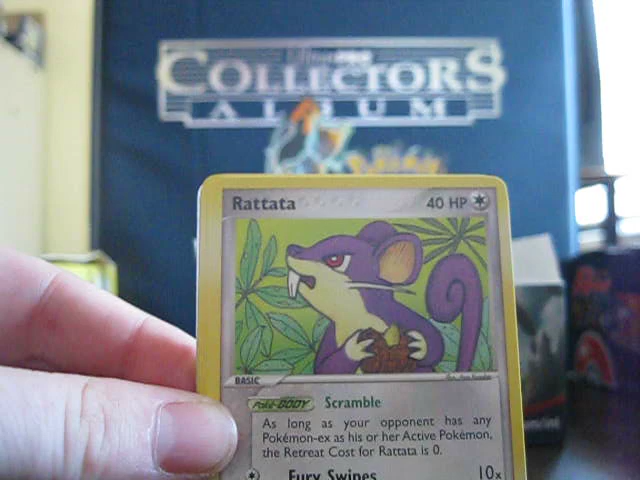 COLLECTORS
ALBUM
Rattata 40 HP
BASIC
Poké-BODY Scramble
As long as your opponent has any
Pokémon-ex as his or her Active Pokémon,
the Retreat Cost for Rattata is 0.
Fury Swipes 10x